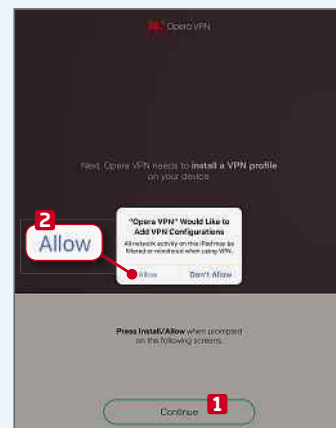 Opera VPN
Next, Opera VPN needs to install a VPN profile
on your device.
2
Allow
"Opera VPN" Would Like to
Add VPN Configurations
All network activity on this iPad may be
filtered or monitored when using VPN.
Allow Don't Allow
Press Install/Allow when prompted
on the following screens.
Continue 1